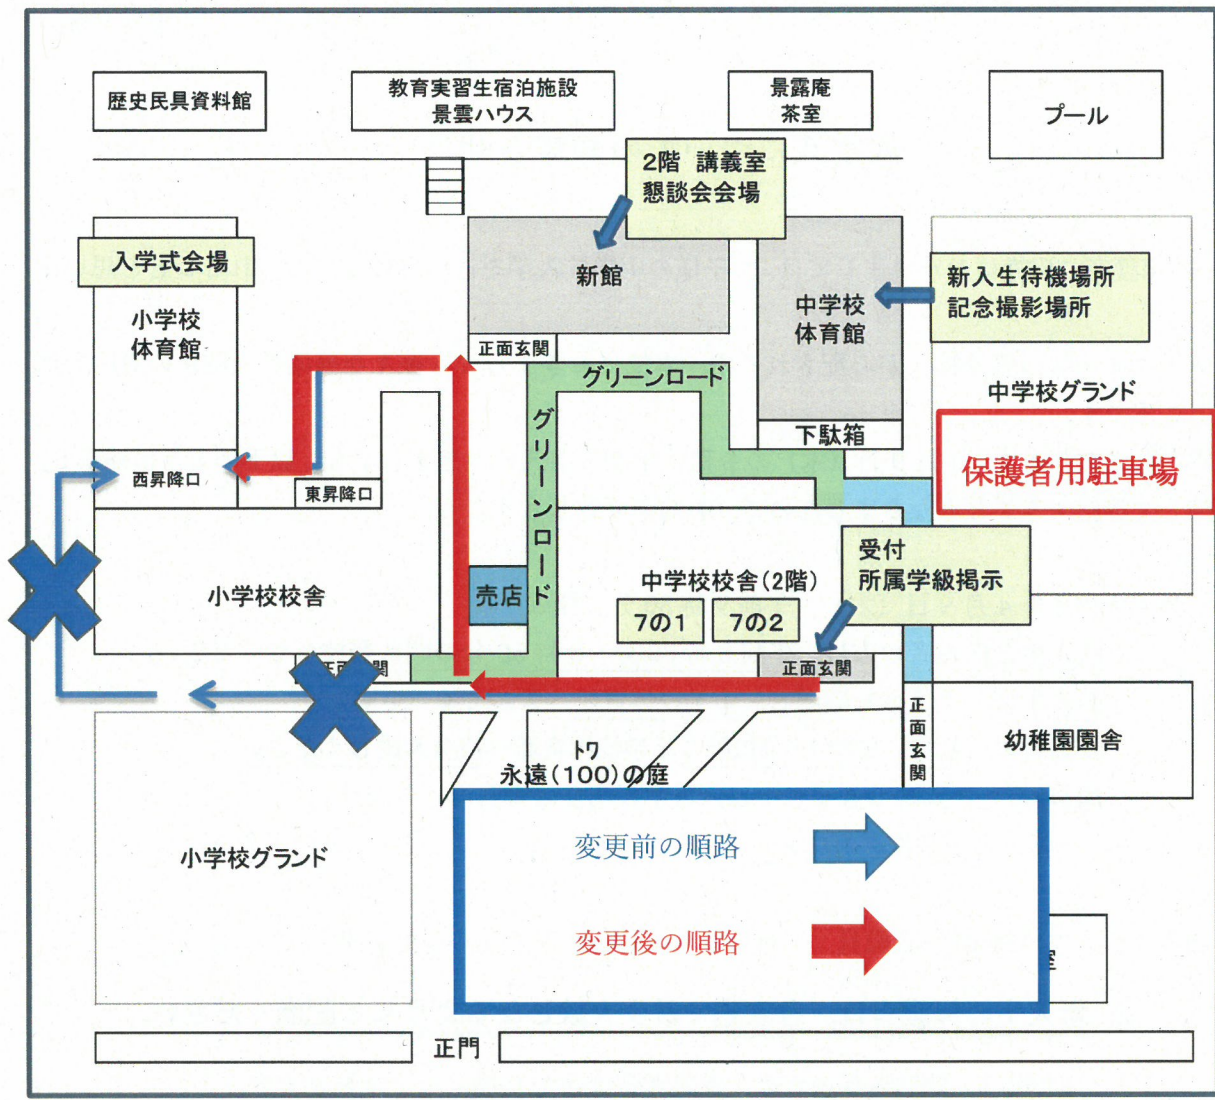 歴史民具資料館
教育実習生宿泊施設
景雲ハウス
景露庵
茶室
プール
2階 講義室
懇談会会場
入学式会場
小学校
体育館
新館
正面玄関
中学校
体育館
下駄箱
新入生待機場所
記念撮影場所
中学校グランド
保護者用駐車場
グリーンロード
グリーンロード
西昇降口
東昇降口
小学校校舎
売店
中学校校舎(2階)
7の1
7の2
受付
所属学級掲示
正面玄関
正面玄関
正面玄関
幼稚園園舎
トワ
永遠(100)の庭
小学校グランド
変更前の順路
変更後の順路
室
正門